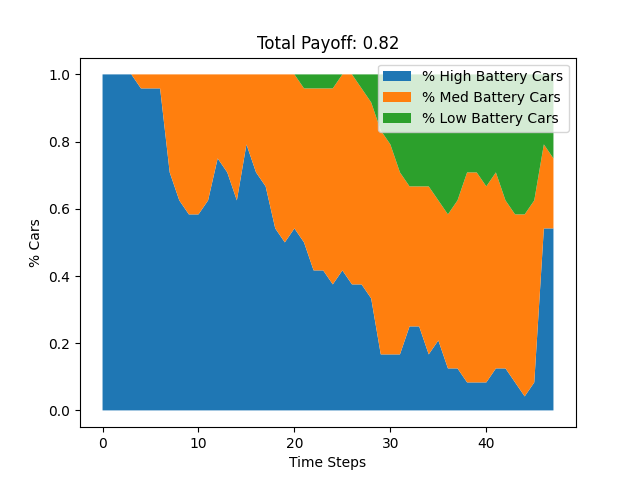 Total Payoff: 0.82
% High Battery Cars
% Med Battery Cars
% Low Battery Cars
1.0
0.8
0.6
0.4
0.2
0.0
% Cars
0 10 20 30 40
Time Steps